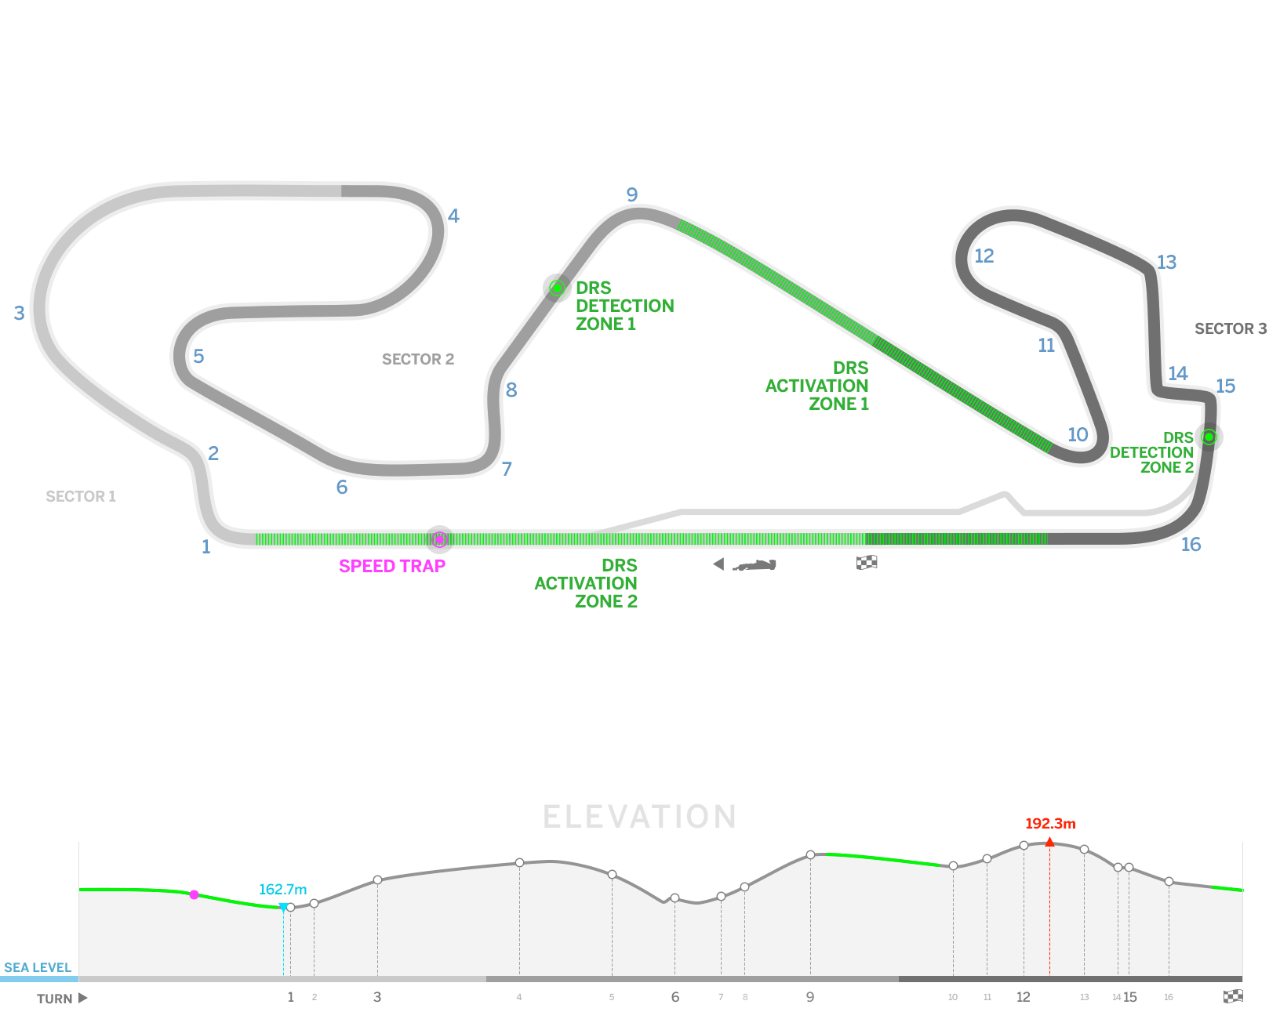 9
4
12
13
3
DRS
DETECTION
ZONE 1
SECTOR 3
11
5
SECTOR 2
DRS
ACTIVATION
ZONE 1
14
15
8
10
DRS
DETECTION
ZONE 2
2
7
6
SECTOR 1
1
16
SPEED TRAP
DRS
ACTIVATION
ZONE 2
ELEVATION
192.3m
162.7m
SEA LEVEL
TURN 1 2 3 4 5 6 7 8 9 10 11 12 13 14 15 16